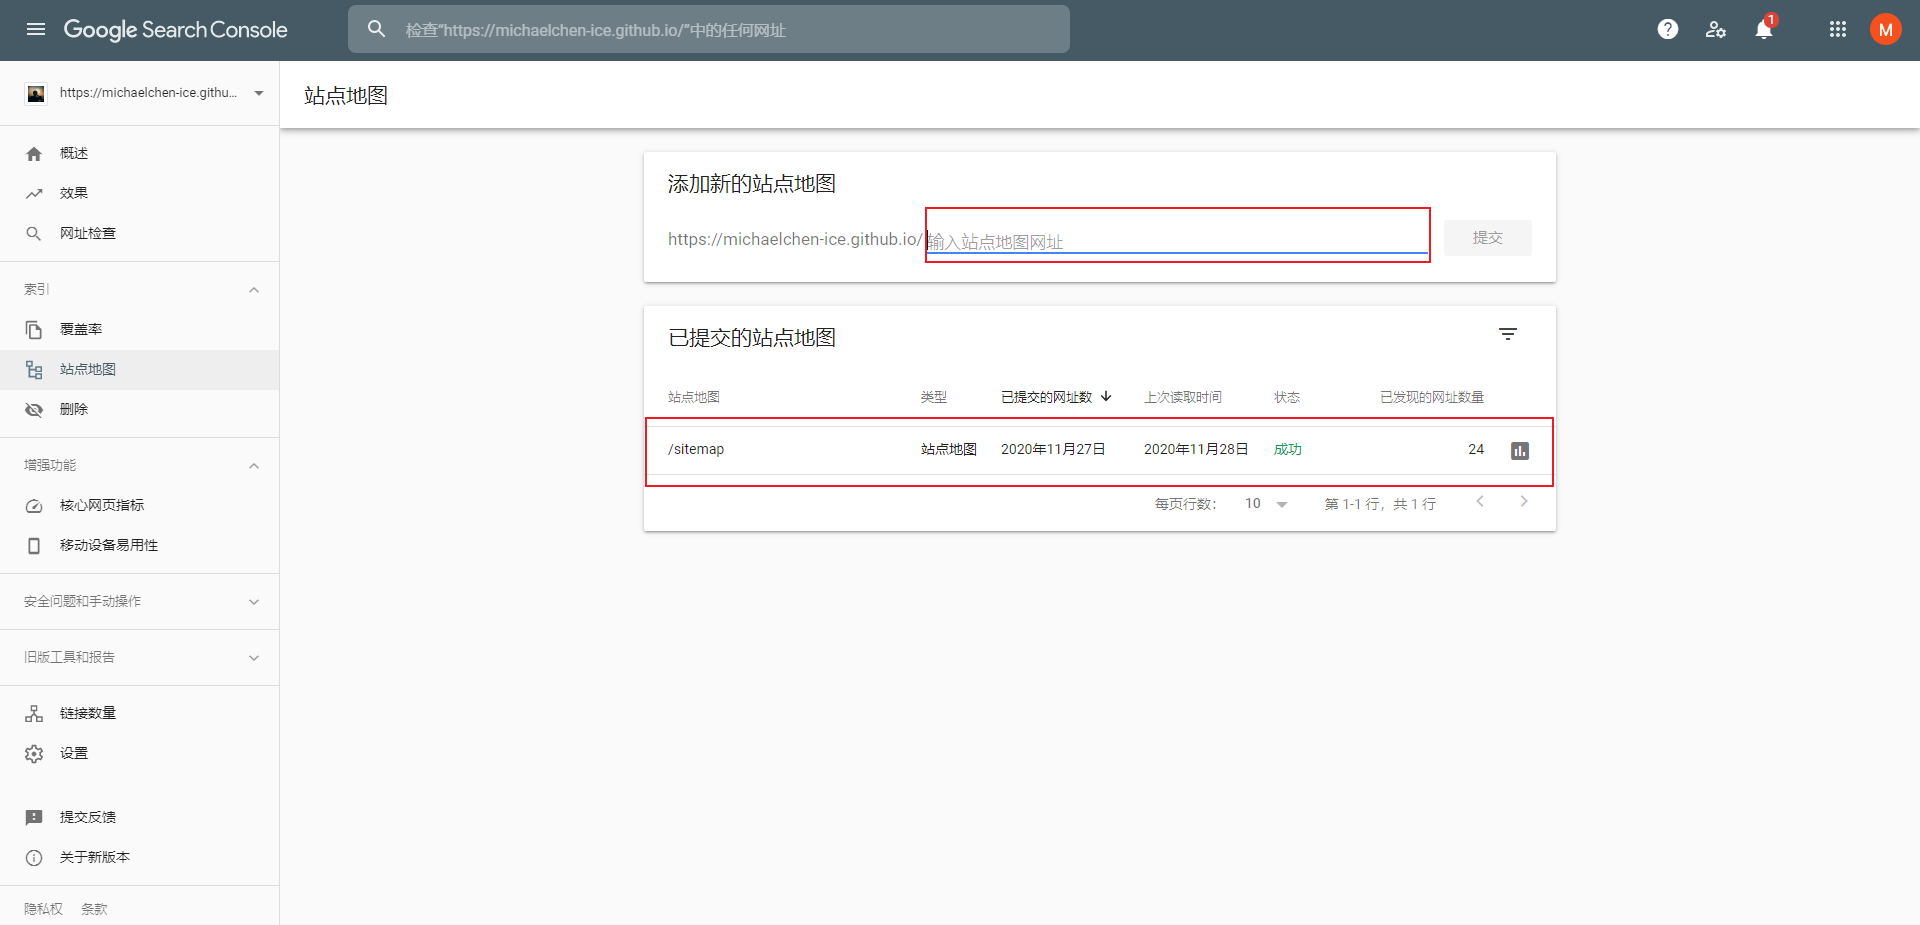 Google Search Console
检查“https://michaelchen-ice.github.io/”中的任何网址
1
M
https://michaelchen-ice.githu...
站点地图
概述
效果
网址检查
索引
覆盖率
站点地图
删除
增强功能
核心网页指标
移动设备易用性
安全问题和手动操作
旧版工具和报告
链接数量
设置
提交反馈
关于新版本
隐私权 条款
添加新的站点地图
https://michaelchen-ice.github.io/ 输入站点地图网址 提交
已提交的站点地图
站点地图 类型 已提交的网址数 上次读取时间 状态 已发现的网址数量
/sitemap 站点地图 2020年11月27日 2020年11月28日 成功 24
每页行数： 10 第 1-1 行，共 1 行